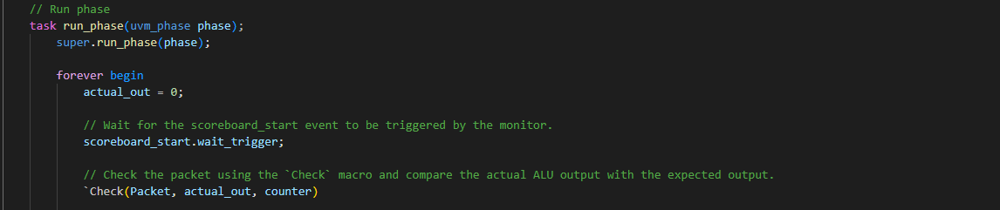 // Run phase
task run_phase(uvm_phase phase);
super.run_phase(phase);
forever begin
actual_out = 0;
// Wait for the scoreboard_start event to be triggered by the monitor.
scoreboard_start.wait_trigger;
// Check the packet using the `Check` macro and compare the actual ALU output with the expected output.
`Check(Packet, actual_out, counter)